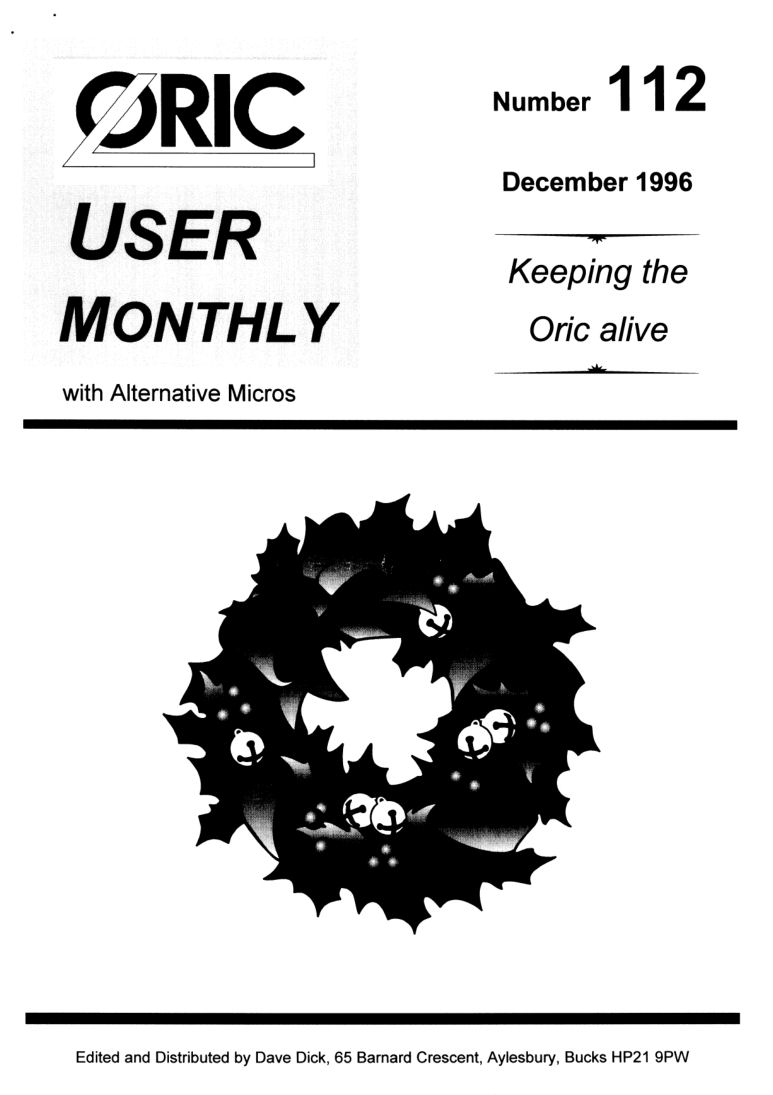 ORIC
USER
MONTHLY
with Alternative Micros
Number 112
December 1996
Keeping the
Oric alive
Edited and Distributed by Dave Dick, 65 Barnard Crescent, Aylesbury, Bucks HP21 9PW